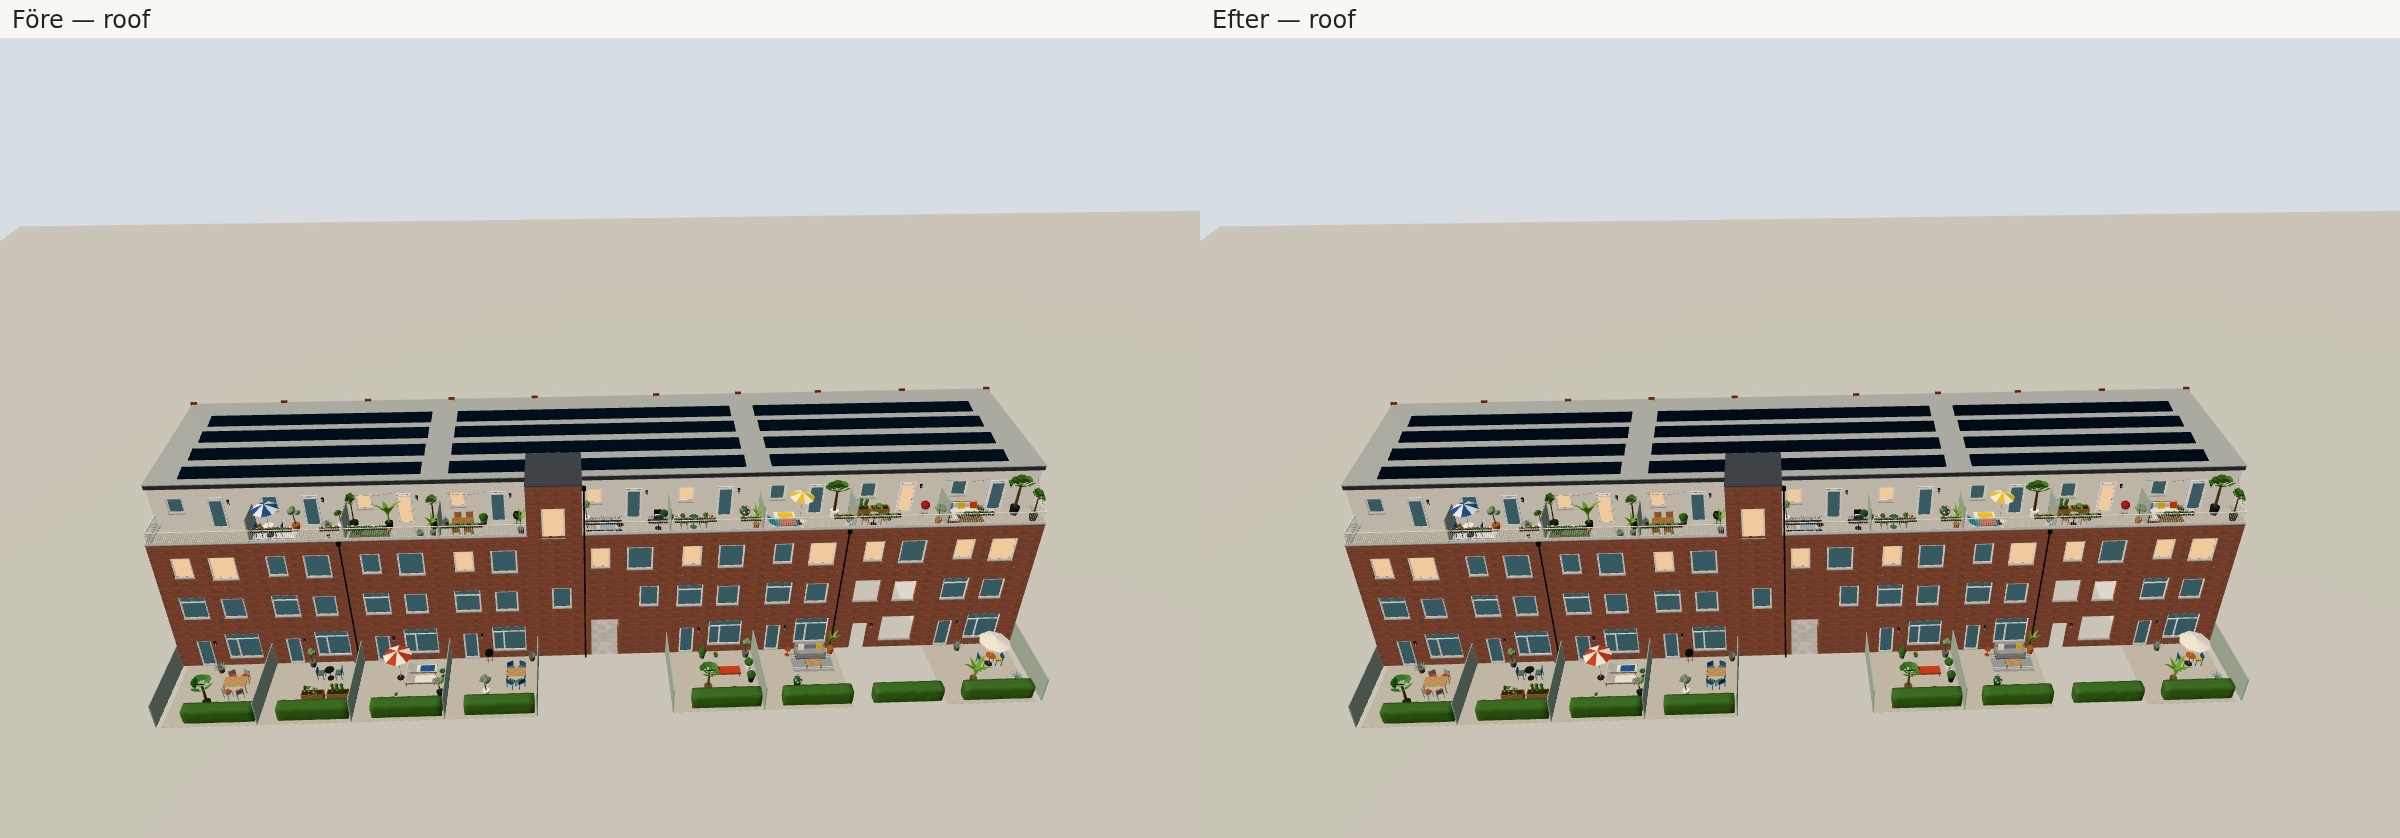 Före — roof
Efter — roof